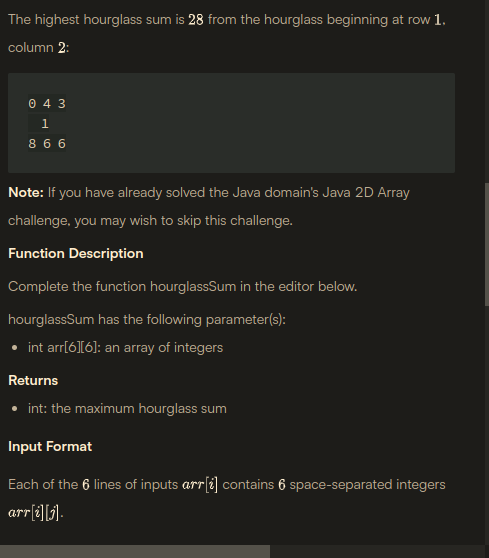 The highest hourglass sum is 28 from the hourglass beginning at row 1,
column 2:
0 4 3
1
8 6 6
Note: If you have already solved the Java domain's Java 2D Array
challenge, you may wish to skip this challenge.
Function Description
Complete the function hourglassSum in the editor below.
hourglassSum has the following parameter(s):
• int arr[6][6]: an array of integers
Returns
• int: the maximum hourglass sum
Input Format
Each of the 6 lines of inputs arr[i] contains 6 space-separated integers
arr[i][j].